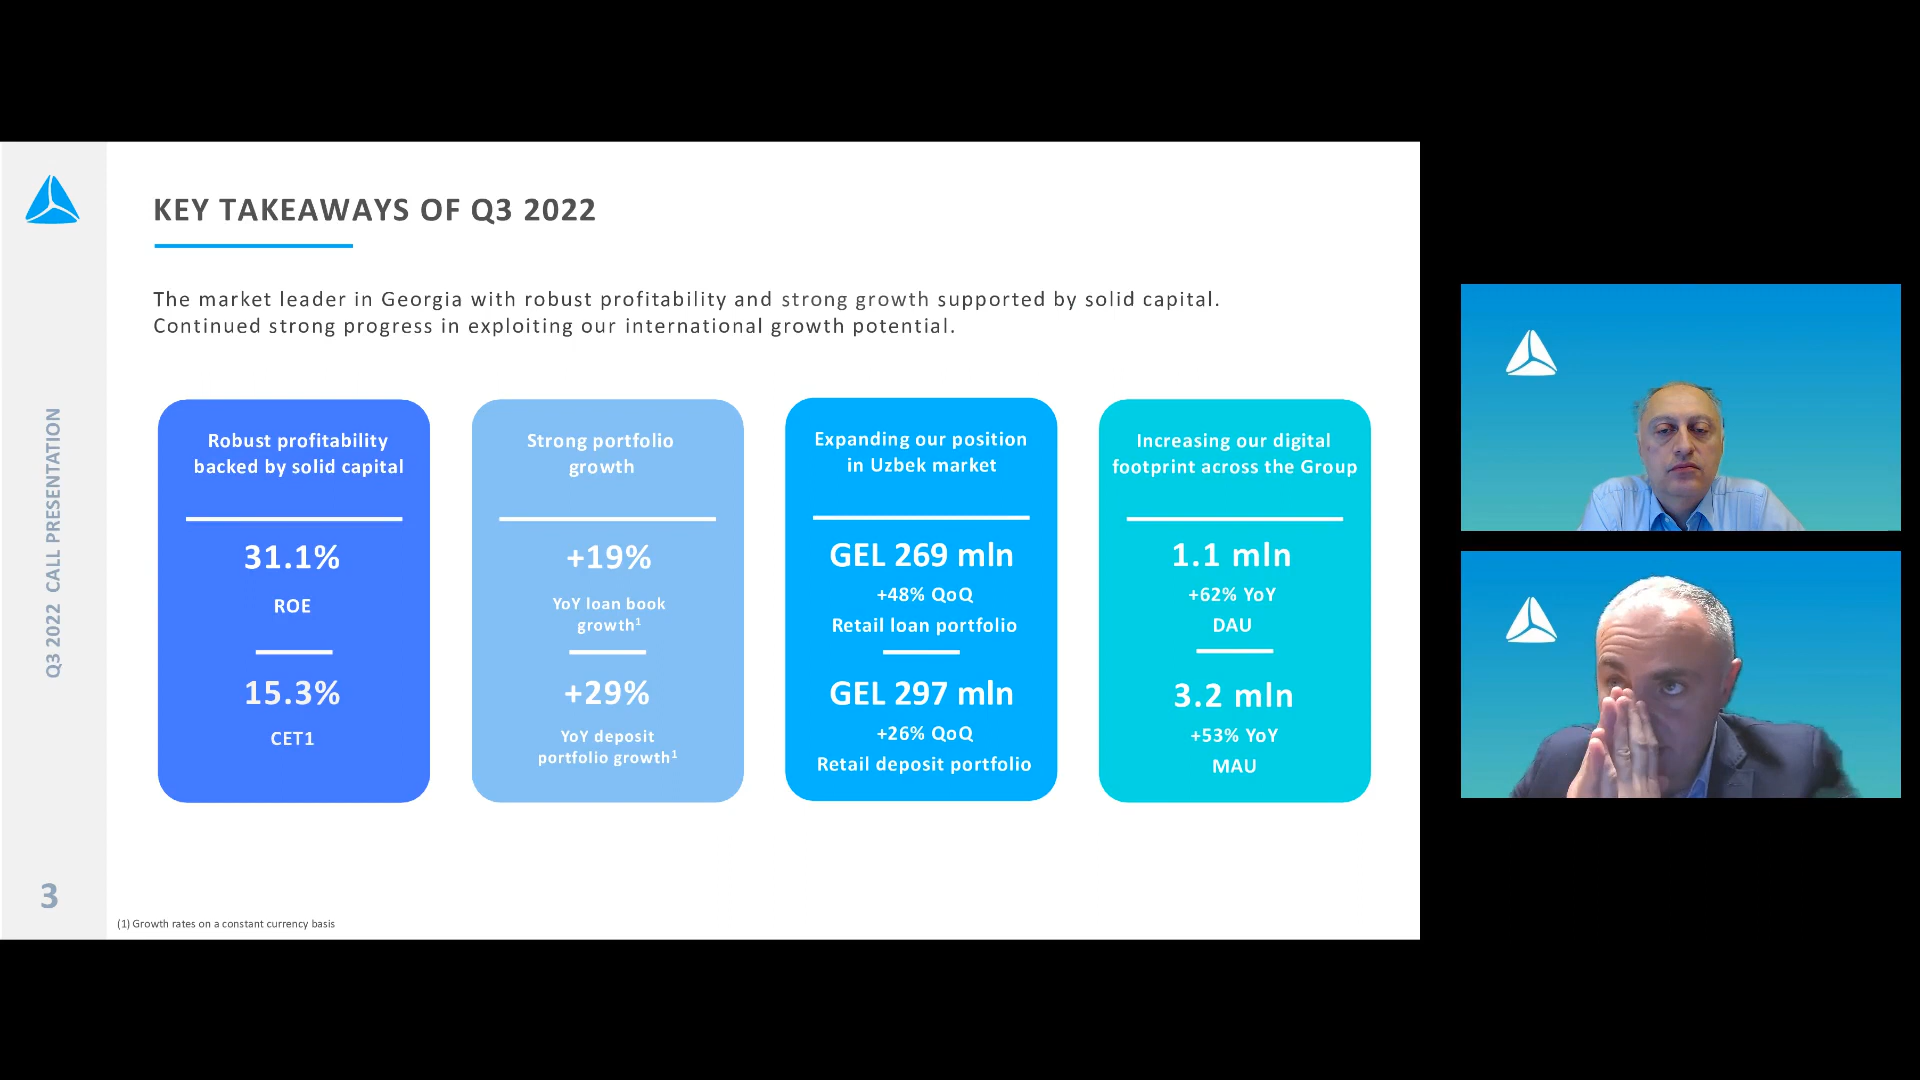 KEY TAKEAWAYS OF Q3 2022
The market leader in Georgia with robust profitability and strong growth supported by solid capital.
Continued strong progress in exploiting our international growth potential.
Robust profitability
backed by solid capital
31.1%
ROE
15.3%
CET1
Strong portfolio
growth
+19%
YoY loan book
growth¹
+29%
YoY deposit
portfolio growth¹
Expanding our position
in Uzbek market
GEL 269 mln
+48% QoQ
Retail loan portfolio
GEL 297 mln
+26% QoQ
Retail deposit portfolio
Increasing our digital
footprint across the Group
1.1 mln
+62% YoY
DAU
3.2 mln
+53% YoY
MAU
Q3 2022 CALL PRESENTATION
3
(1) Growth rates on a constant currency basis